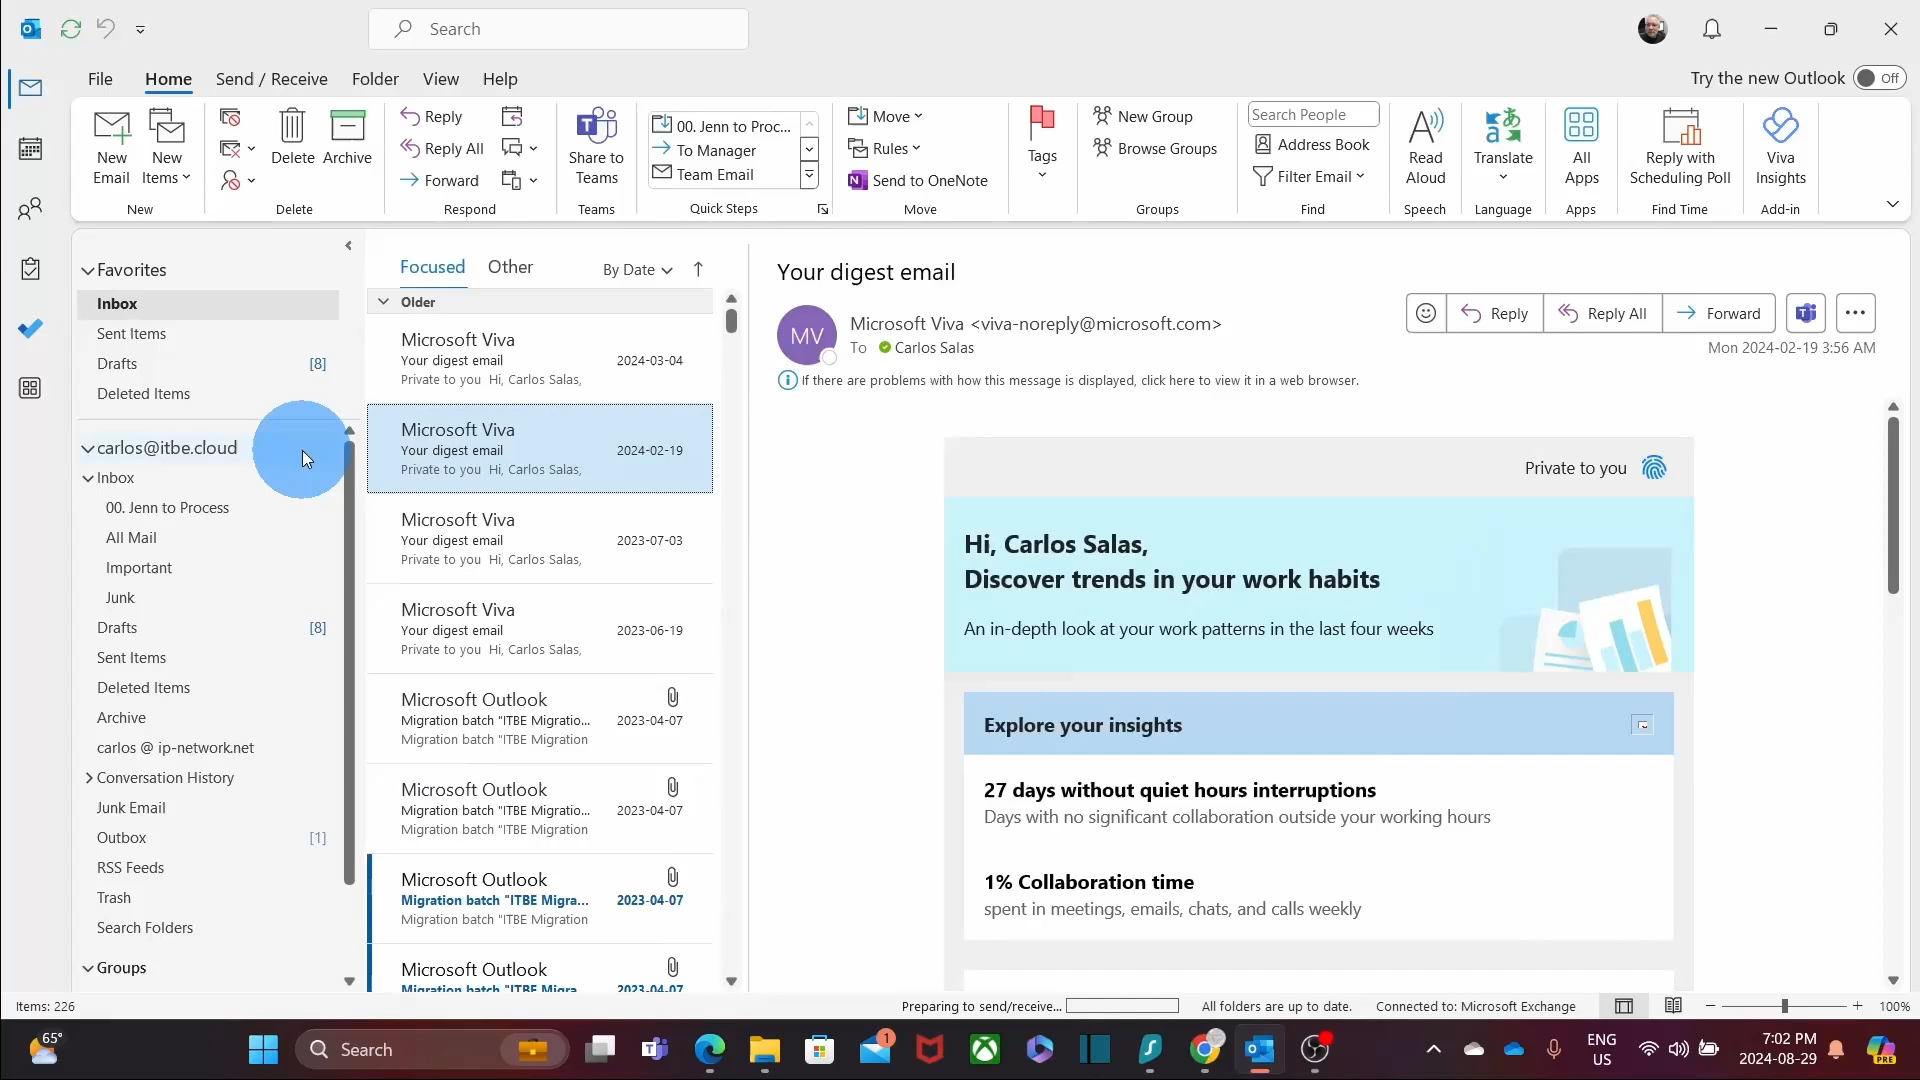 Search
File
Home
Send / Receive
Folder
View
Help
Try the new Outlook
Off
New
Email
New
Items
New
Delete
Archive
Delete
Reply
Reply All
Forward
Respond
Share to
Teams
Teams
00. Jenn to Proc...
To Manager
Team Email
Quick Steps
Move
Rules
Send to OneNote
Move
Tags
New Group
Browse Groups
Groups
Search People
Address Book
Filter Email
Find
Read
Aloud
Speech
Translate
Language
All
Apps
Apps
Reply with
Scheduling Poll
Find Time
Viva
Insights
Add-in
Favorites
Inbox
Sent Items
Drafts [8]
Deleted Items
carlos@itbe.cloud
Inbox
00. Jenn to Process
All Mail
Important
Junk
Drafts [8]
Sent Items
Deleted Items
Archive
carlos @ ip-network.net
Conversation History
Junk Email
Outbox [1]
RSS Feeds
Trash
Search Folders
Groups
Focused
Other
By Date
Older
Microsoft Viva
Your digest email 2024-03-04
Private to you Hi, Carlos Salas,
Microsoft Viva
Your digest email 2024-02-19
Private to you Hi, Carlos Salas,
Microsoft Viva
Your digest email 2023-07-03
Private to you Hi, Carlos Salas,
Microsoft Viva
Your digest email 2023-06-19
Private to you Hi, Carlos Salas,
Microsoft Outlook
Migration batch "ITBE Migratio... 2023-04-07
Migration batch "ITBE Migration
Microsoft Outlook
Migration batch "ITBE Migratio... 2023-04-07
Migration batch "ITBE Migration
Microsoft Outlook
Migration batch "ITBE Migra... 2023-04-07
Migration batch "ITBE Migration
Microsoft Outlook
Migration batch "ITBE Migra... 2023-04-07
Your digest email
MV
Microsoft Viva <viva-noreply@microsoft.com>
To Carlos Salas
Reply
Reply All
Forward
Mon 2024-02-19 3:56 AM
If there are problems with how this message is displayed, click here to view it in a web browser.
Private to you
Hi, Carlos Salas,
Discover trends in your work habits
An in-depth look at your work patterns in the last four weeks
Explore your insights
27 days without quiet hours interruptions
Days with no significant collaboration outside your working hours
1% Collaboration time
spent in meetings, emails, chats, and calls weekly
Items: 226
Preparing to send/receive...
All folders are up to date.
Connected to: Microsoft Exchange
100%
65°
Search
1
ENG
US
7:02 PM
2024-08-29
PRE